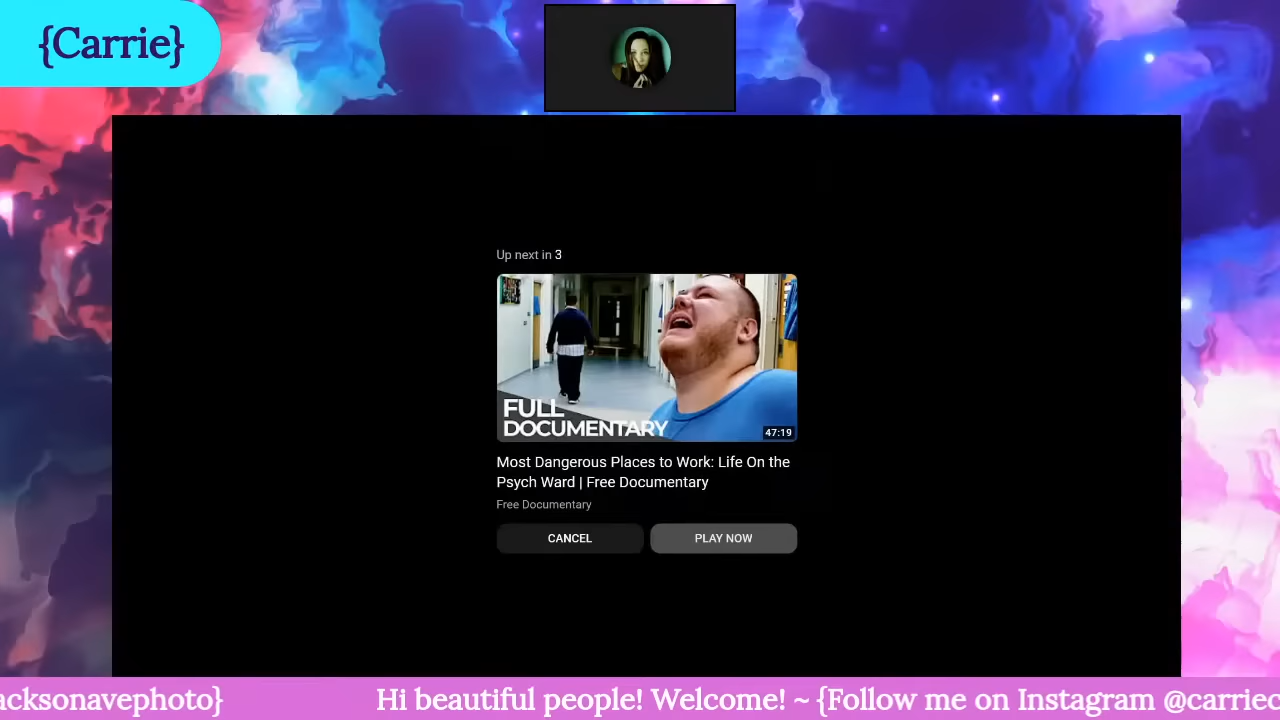 {Carrie}
Up next in 3
FULL
DOCUMENTARY
47:19
Most Dangerous Places to Work: Life On the
Psych Ward | Free Documentary
Free Documentary
CANCEL
PLAY NOW
acksonavephoto} Hi beautiful people! Welcome! ~ {Follow me on Instagram @carriec